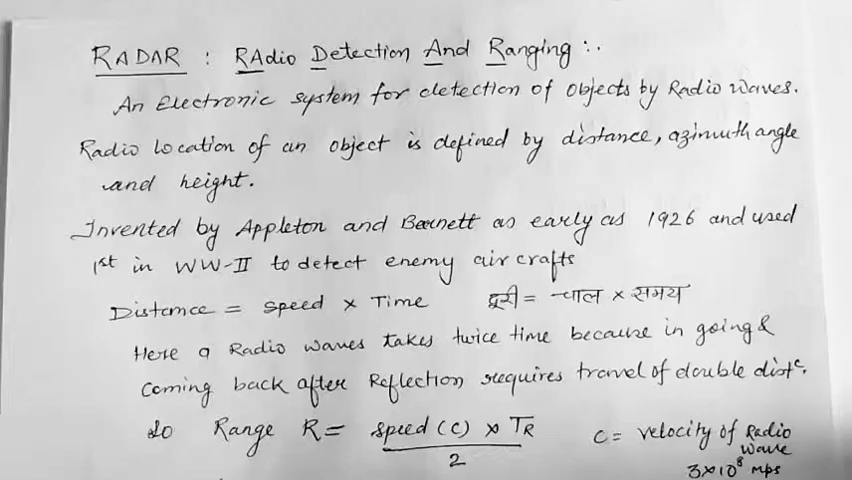 RADAR : RAdio Detection And Ranging :.
An Electronic system for detection of objects by Radio waves.
Radio location of an object is defined by distance, azimuth angle
and height.
Invented by Appleton and Barnett as early as 1926 and used
1st in WW-II to detect enemy air crafts
Distance = speed × Time दूरी = चाल × समय
Here a Radio waves takes twice time because in going &
coming back after Reflection requires travel of double distc.
So Range R = speed (C) × TR / 2
C = velocity of Radio
wave
3×10⁸ mps